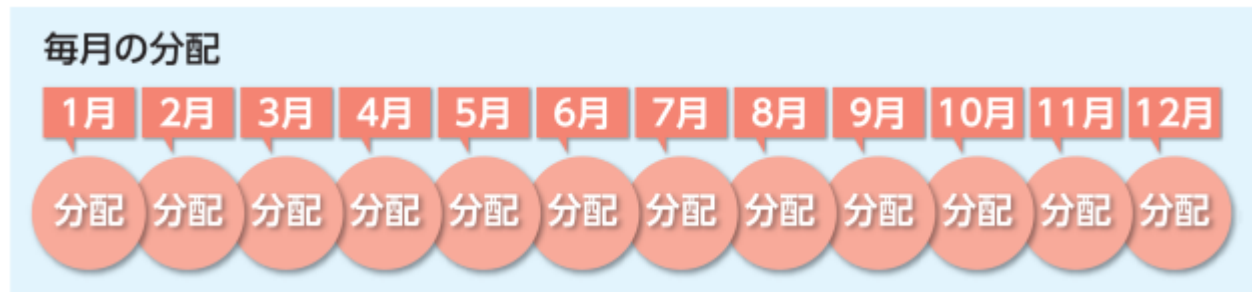 毎月の分配
1月 2月 3月 4月 5月 6月 7月 8月 9月 10月 11月 12月
分配 分配 分配 分配 分配 分配 分配 分配 分配 分配 分配 分配